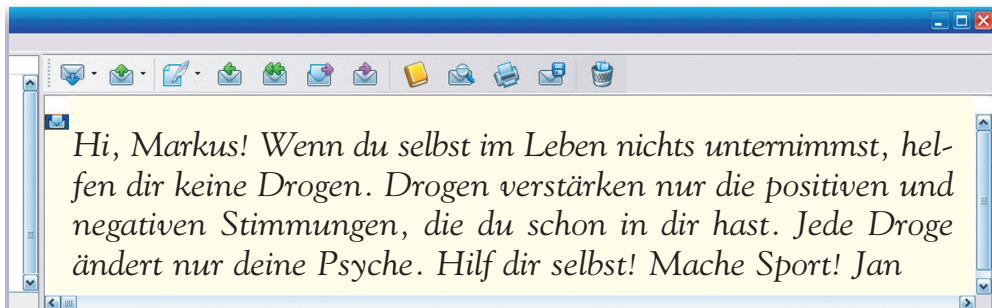 Hi, Markus! Wenn du selbst im Leben nichts unternimmst, hel-
fen dir keine Drogen. Drogen verstärken nur die positiven und
negativen Stimmungen, die du schon in dir hast. Jede Droge
ändert nur deine Psyche. Hilf dir selbst! Mache Sport! Jan